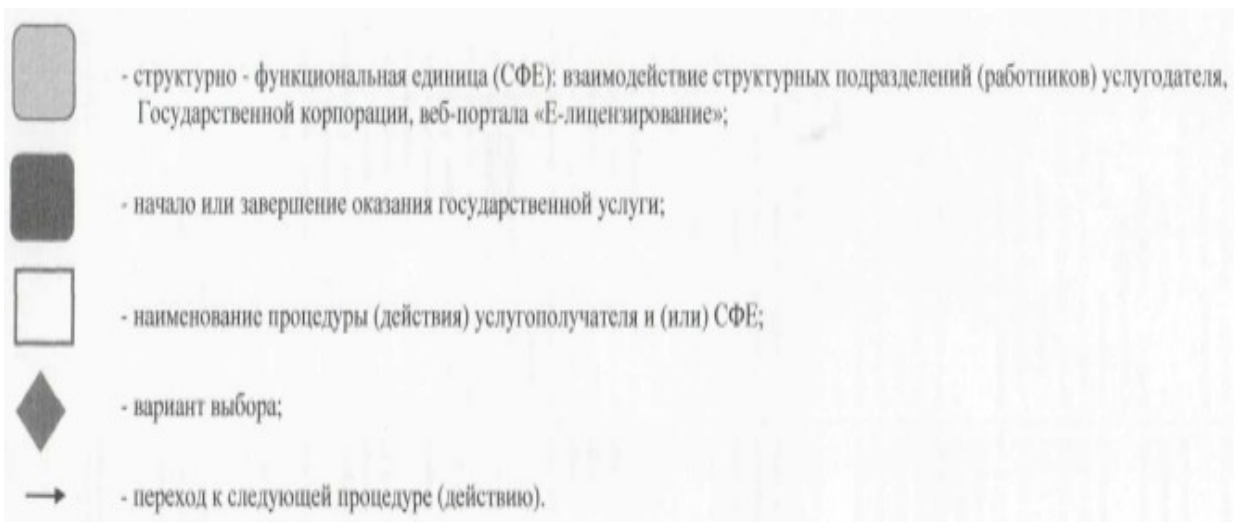 - структурно - функциональная единица (СФЕ): взаимодействие структурных подразделений (работников) услугодателя,
Государственной корпорации, веб-портала «Е-лицензирование»;
- начало или завершение оказания государственной услуги;
- наименование процедуры (действия) услугополучателя и (или) СФЕ;
- вариант выбора;
- переход к следующей процедуре (действию).